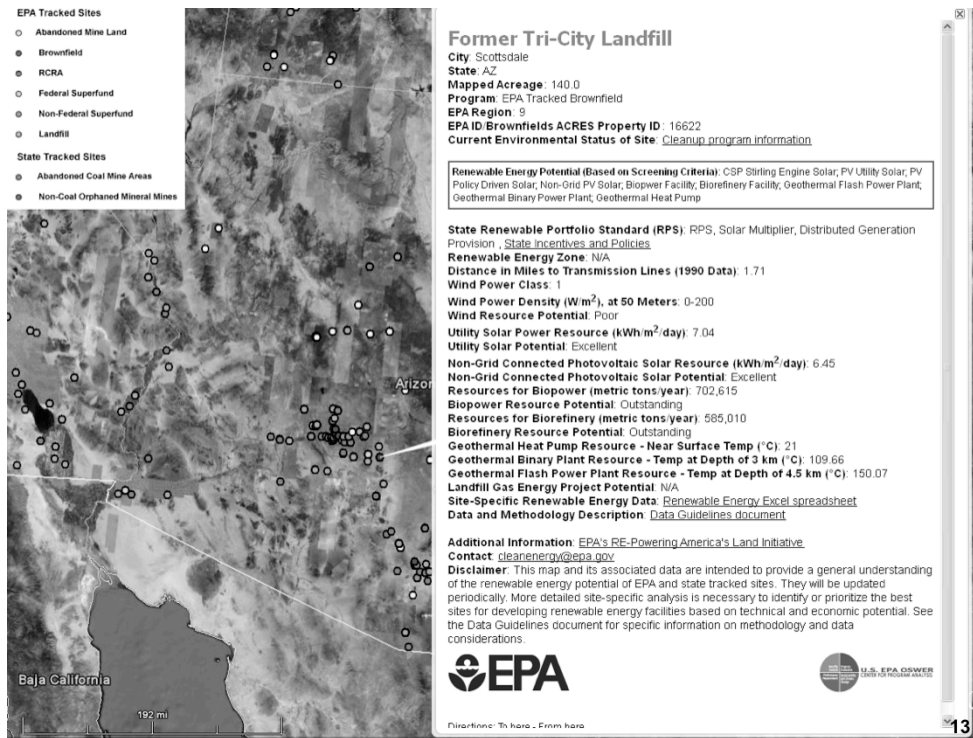 EPA Tracked Sites
Abandoned Mine Land
Brownfield
RCRA
Federal Superfund
Non-Federal Superfund
Landfill
State Tracked Sites
Abandoned Coal Mine Areas
Non-Coal Orphaned Mineral Mines
Arizon
Baja California
192 mi
Former Tri-City Landfill
City: Scottsdale
State: AZ
Mapped Acreage: 140.0
Program: EPA Tracked Brownfield
EPA Region: 9
EPA ID/Brownfields ACRES Property ID: 16622
Current Environmental Status of Site: Cleanup program information
Renewable Energy Potential (Based on Screening Criteria): CSP Stirling Engine Solar; PV Utility Solar; PV
Policy Driven Solar; Non-Grid PV Solar; Biopower Facility; Biorefinery Facility; Geothermal Flash Power Plant;
Geothermal Binary Power Plant; Geothermal Heat Pump
State Renewable Portfolio Standard (RPS): RPS, Solar Multiplier, Distributed Generation
Provision , State Incentives and Policies
Renewable Energy Zone: N/A
Distance in Miles to Transmission Lines (1990 Data): 1.71
Wind Power Class: 1
Wind Power Density (W/m²), at 50 Meters: 0-200
Wind Resource Potential: Poor
Utility Solar Power Resource (kWh/m²/day): 7.04
Utility Solar Potential: Excellent
Non-Grid Connected Photovoltaic Solar Resource (kWh/m²/day): 6.45
Non-Grid Connected Photovoltaic Solar Potential: Excellent
Resources for Biopower (metric tons/year): 702,615
Biopower Resource Potential: Outstanding
Resources for Biorefinery (metric tons/year): 585,010
Biorefinery Resource Potential: Outstanding
Geothermal Heat Pump Resource - Near Surface Temp (°C): 21
Geothermal Binary Plant Resource - Temp at Depth of 3 km (°C): 109.66
Geothermal Flash Power Plant Resource - Temp at Depth of 4.5 km (°C): 150.07
Landfill Gas Energy Project Potential: N/A
Site-Specific Renewable Energy Data: Renewable Energy Excel spreadsheet
Data and Methodology Description: Data Guidelines document
Additional Information: EPA's RE-Powering America's Land Initiative
Contact: cleanenergy@epa.gov
Disclaimer: This map and its associated data are intended to provide a general understanding
of the renewable energy potential of EPA and state tracked sites. They will be updated
periodically. More detailed site-specific analysis is necessary to identify or prioritize the best
sites for developing renewable energy facilities based on technical and economic potential. See
the Data Guidelines document for specific information on methodology and data
considerations.
EPA
U.S. EPA OSWER
CENTER FOR PROGRAM ANALYSIS
Directions: To here - From here
13